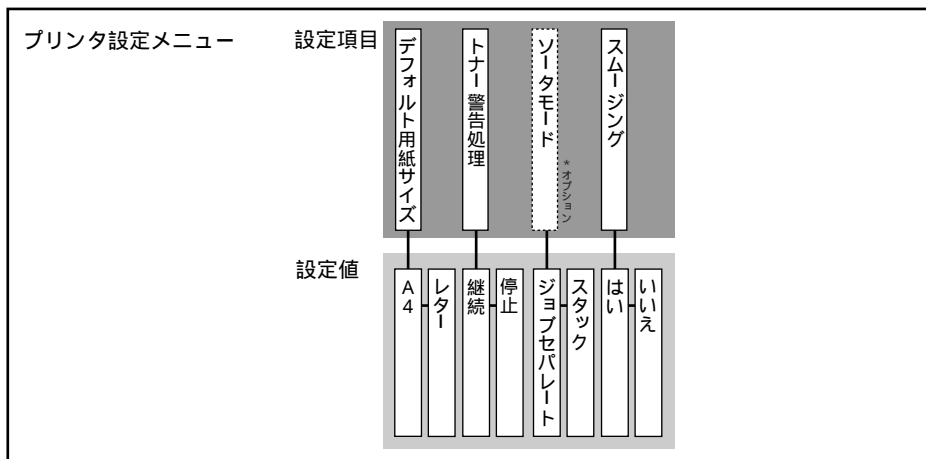 プリンタ設定メニュー
設定項目
デフォルト用紙サイズ
トナー警告処理
ソータモード
*オプション
スムージング
設定値
A4
レター
継続
停止
ジョブセパレート
スタック
はい
いいえ